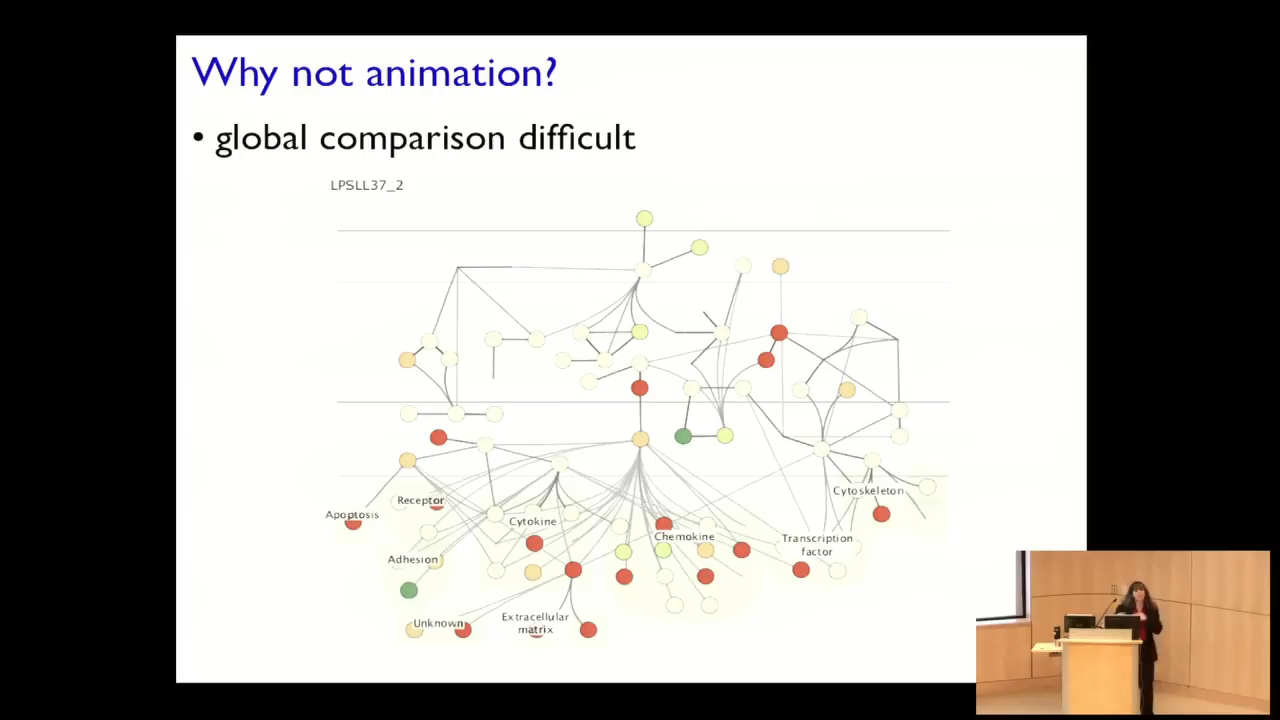 Why not animation?
• global comparison difficult
LPSLL37_2
Cytoskeleton
Receptor
Apoptosis
Cytokine
Chemokine
Transcription
factor
Adhesion
Unknown
Extracellular
matrix